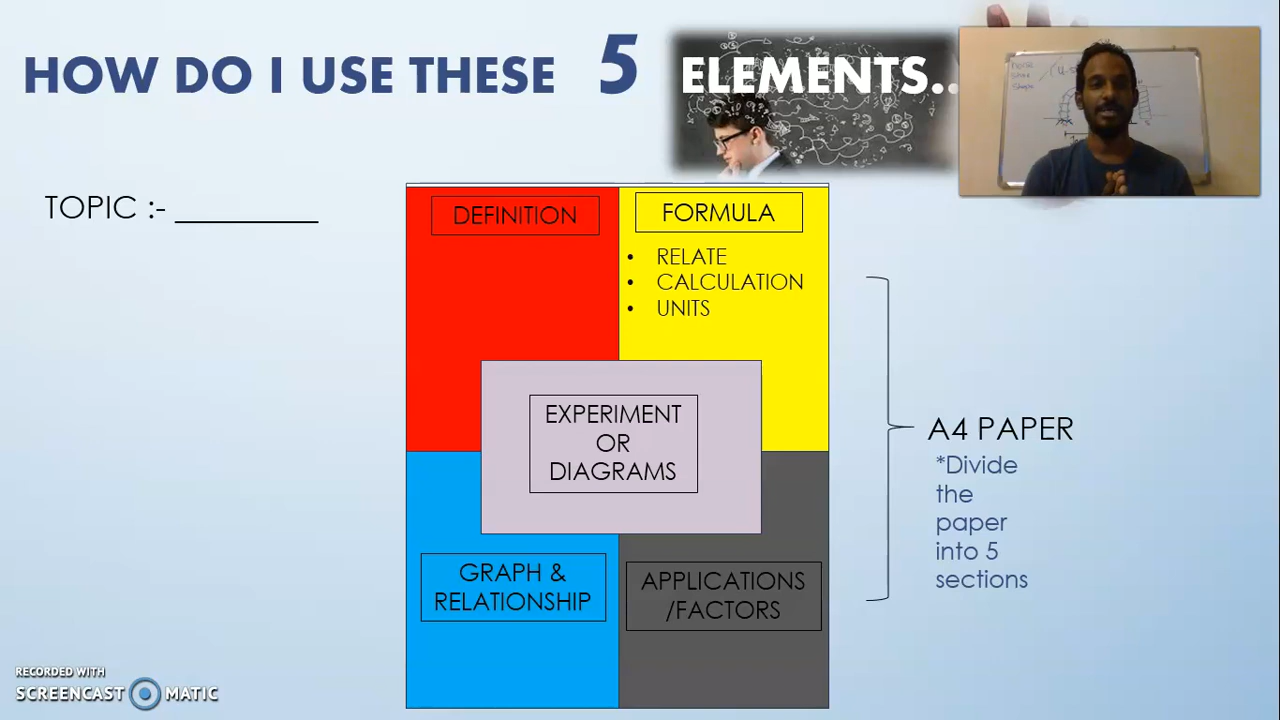 HOW DO I USE THESE 5 ELEMENTS..
TOPIC :- _________
DEFINITION
FORMULA
• RELATE
• CALCULATION
• UNITS
EXPERIMENT
OR
DIAGRAMS
GRAPH &
RELATIONSHIP
APPLICATIONS
/FACTORS
A4 PAPER
*Divide
the
paper
into 5
sections
RECORDED WITH
SCREENCAST MATIC